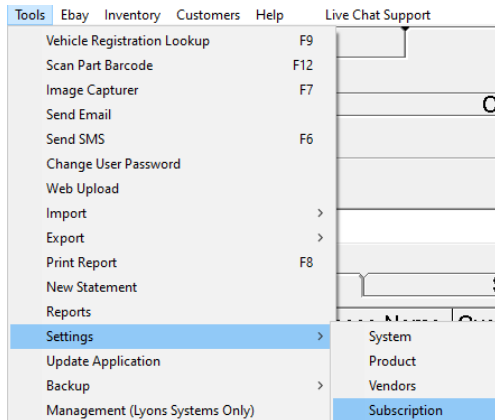 Tools Ebay Inventory Customers Help Live Chat Support
Vehicle Registration Lookup F9
Scan Part Barcode F12
Image Capturer F7
Send Email
Send SMS F6
Change User Password
Web Upload
Import
Export
Print Report F8
New Statement
Reports
Settings
System
Update Application
Product
Backup
Vendors
Management (Lyons Systems Only)
Subscription